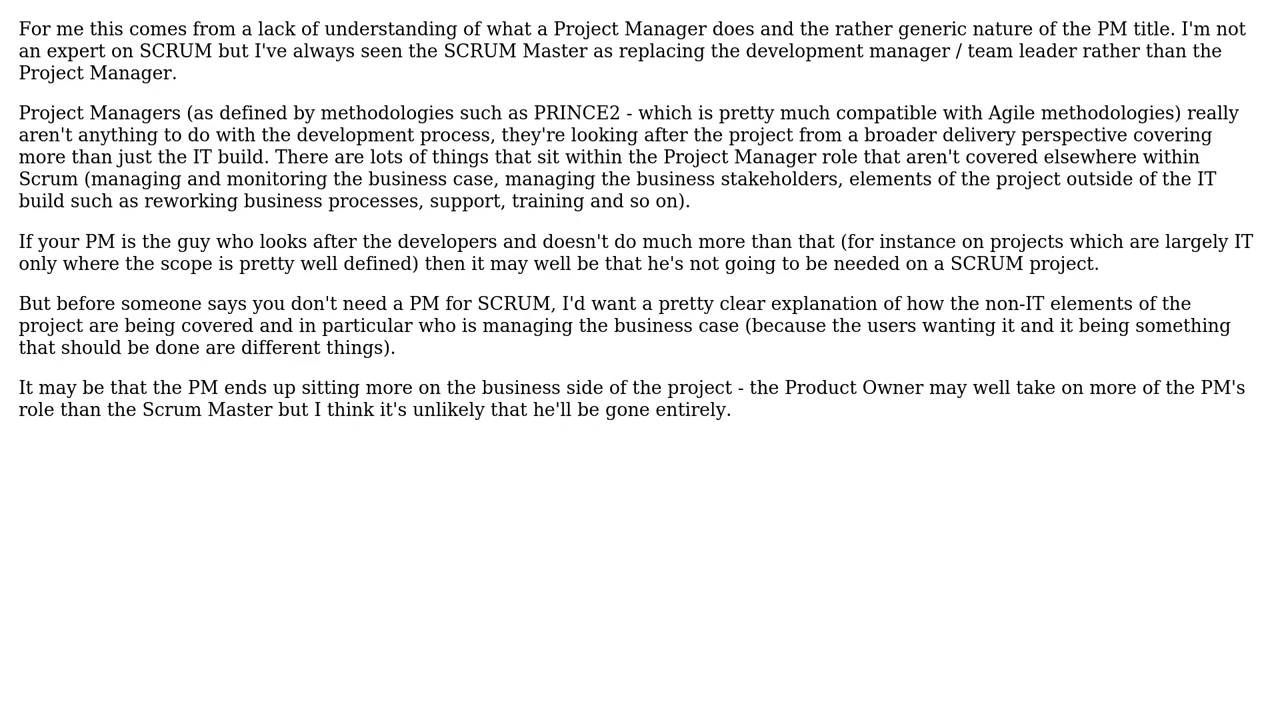 For me this comes from a lack of understanding of what a Project Manager does and the rather generic nature of the PM title. I'm not
an expert on SCRUM but I've always seen the SCRUM Master as replacing the development manager / team leader rather than the
Project Manager.
Project Managers (as defined by methodologies such as PRINCE2 - which is pretty much compatible with Agile methodologies) really
aren't anything to do with the development process, they're looking after the project from a broader delivery perspective covering
more than just the IT build. There are lots of things that sit within the Project Manager role that aren't covered elsewhere within
Scrum (managing and monitoring the business case, managing the business stakeholders, elements of the project outside of the IT
build such as reworking business processes, support, training and so on).
If your PM is the guy who looks after the developers and doesn't do much more than that (for instance on projects which are largely IT
only where the scope is pretty well defined) then it may well be that he's not going to be needed on a SCRUM project.
But before someone says you don't need a PM for SCRUM, I'd want a pretty clear explanation of how the non-IT elements of the
project are being covered and in particular who is managing the business case (because the users wanting it and it being something
that should be done are different things).
It may be that the PM ends up sitting more on the business side of the project - the Product Owner may well take on more of the PM's
role than the Scrum Master but I think it's unlikely that he'll be gone entirely.